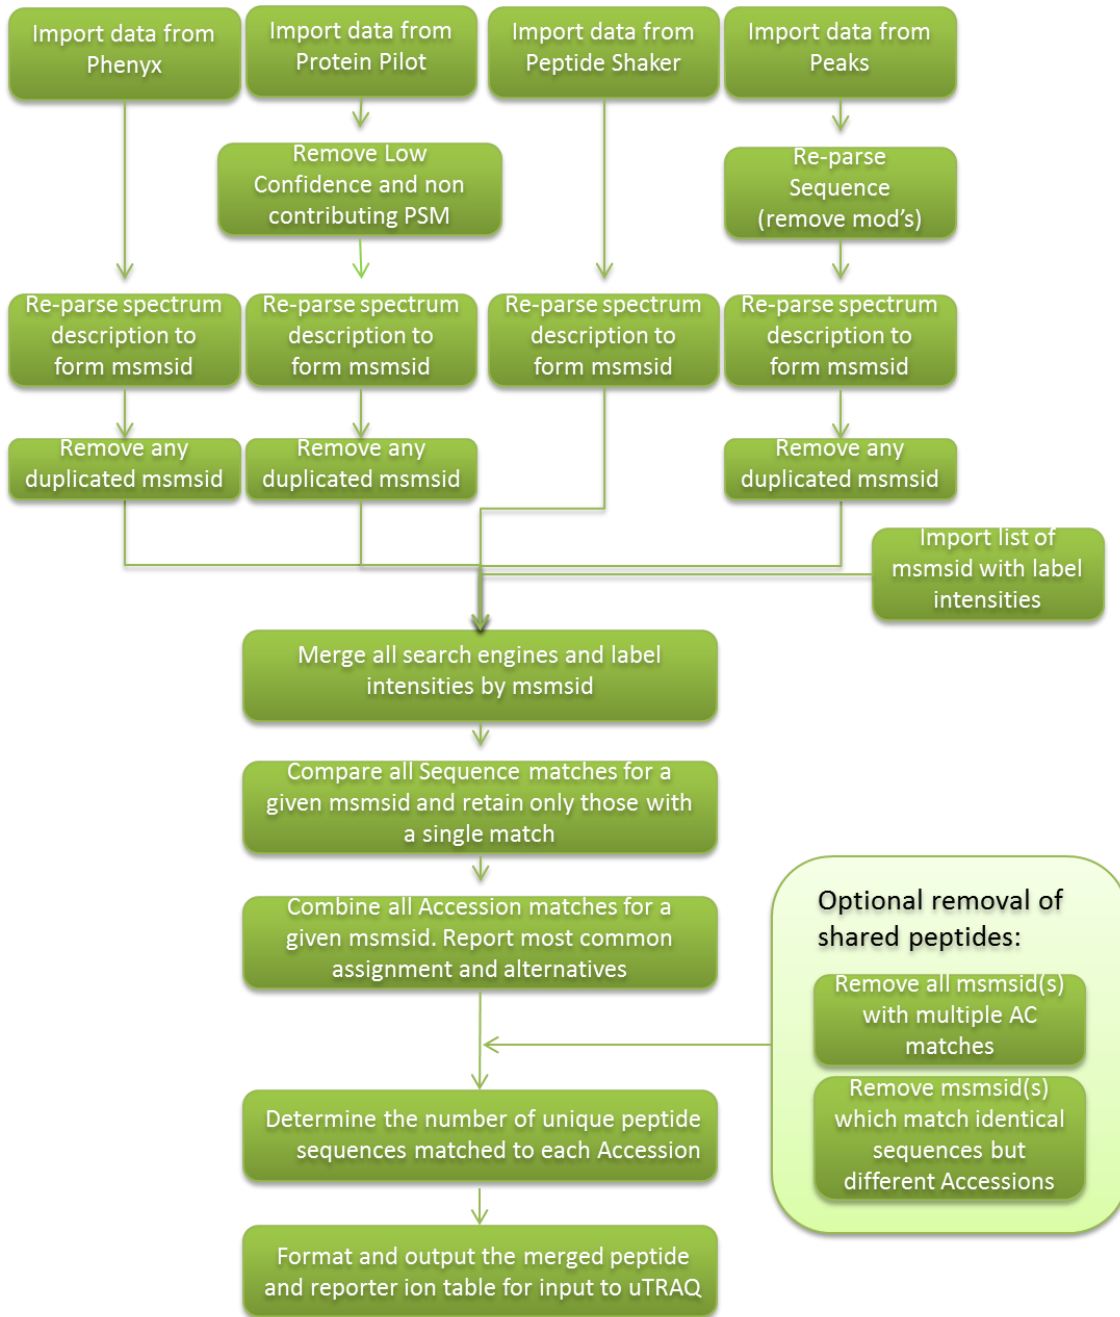 Import data from
Phenyx
Import data from
Protein Pilot
Import data from
Peptide Shaker
Import data from
Peaks
Remove Low
Confidence and non
contributing PSM
Re-parse
Sequence
(remove mod's)
Re-parse spectrum
description to
form msmsid
Re-parse spectrum
description to
form msmsid
Re-parse spectrum
description to
form msmsid
Re-parse spectrum
description to
form msmsid
Remove any
duplicated msmsid
Remove any
duplicated msmsid
Remove any
duplicated msmsid
Import list of
msmsid with label
intensities
Merge all search engines and label
intensities by msmsid
Compare all Sequence matches for a
given msmsid and retain only those with
a single match
Combine all Accession matches for a
given msmsid. Report most common
assignment and alternatives
Optional removal of
shared peptides:
Remove all msmsid(s)
with multiple AC
matches
Remove msmsid(s)
which match identical
sequences but
different Accessions
Determine the number of unique peptide
sequences matched to each Accession
Format and output the merged peptide
and reporter ion table for input to uTRAQ